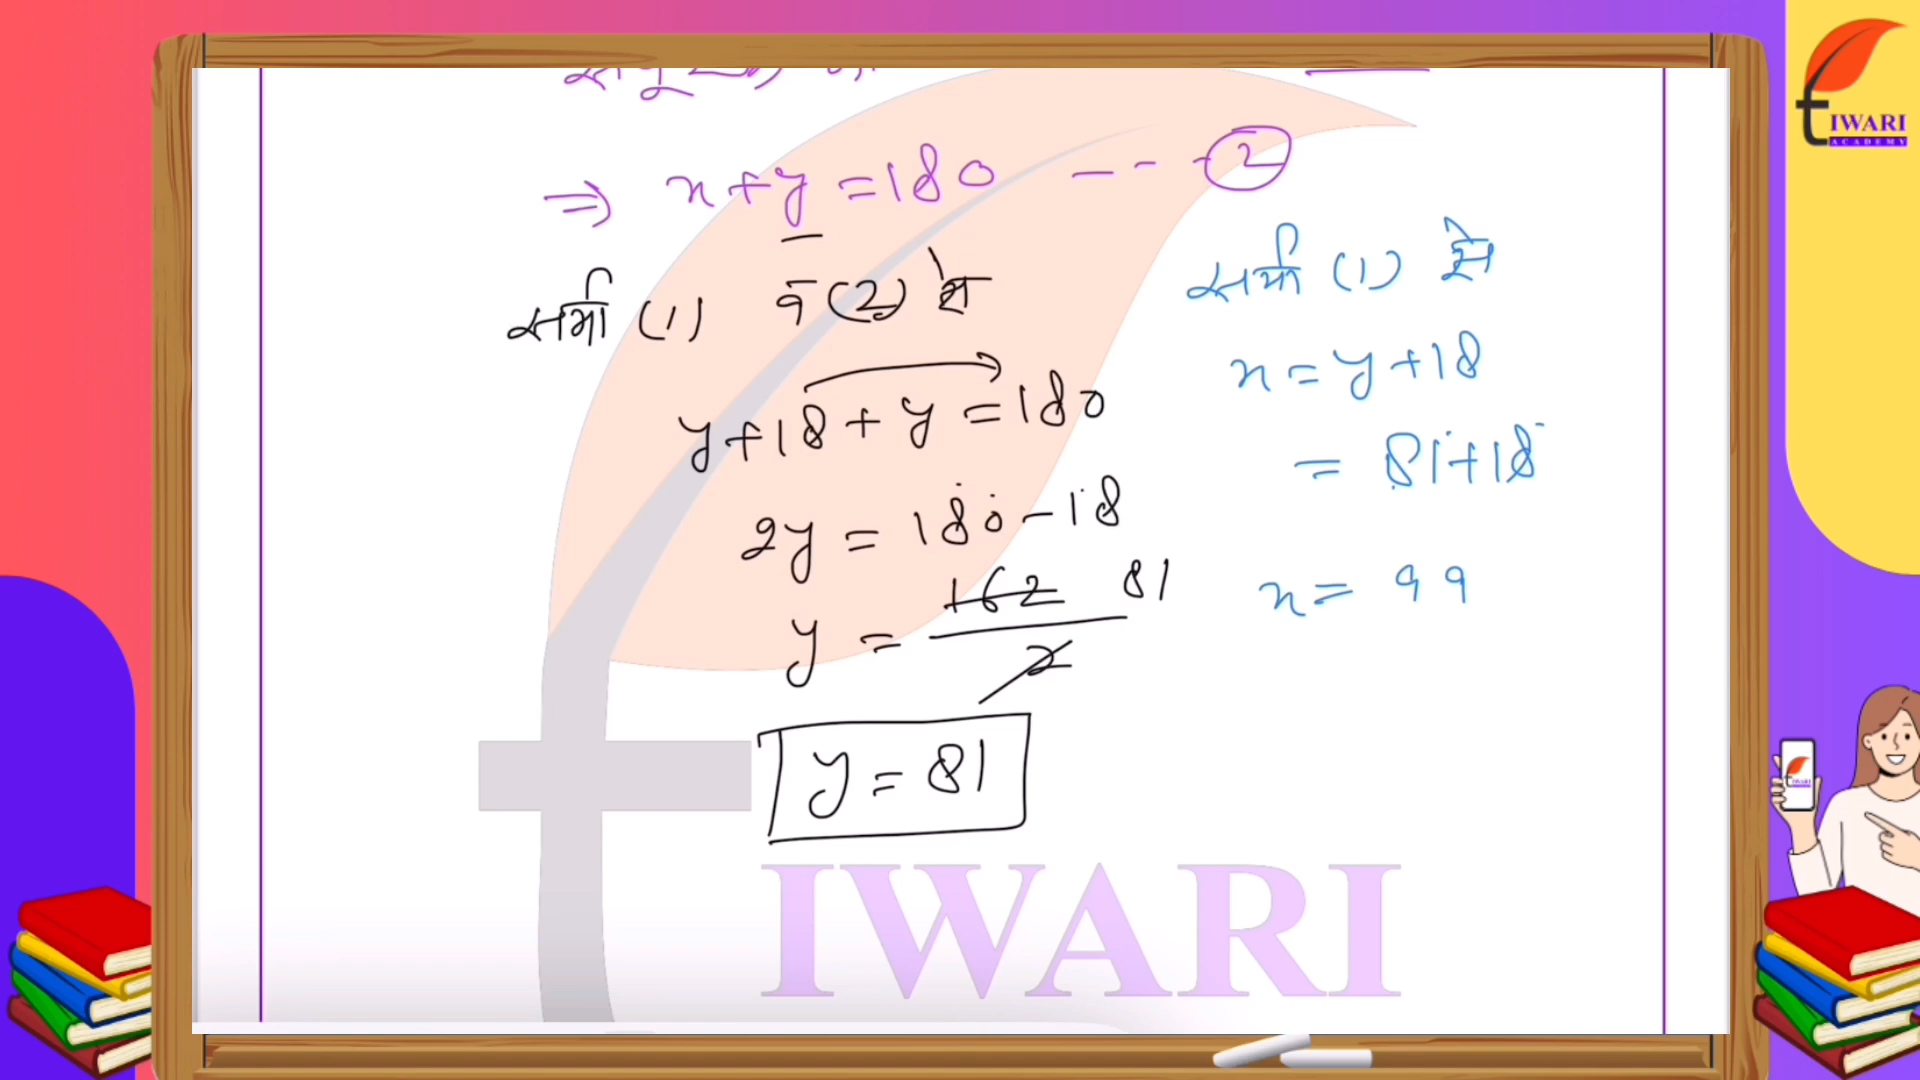 ⇒ x+y=180 ---②
समी (1) व (2) से
y+18+y=180
2y = 180-18
y = 162/2 81
y = 81
समी (1) से
x=y+18
= 81+18
x= 99
tIWARI
ACADEMY
IWARI